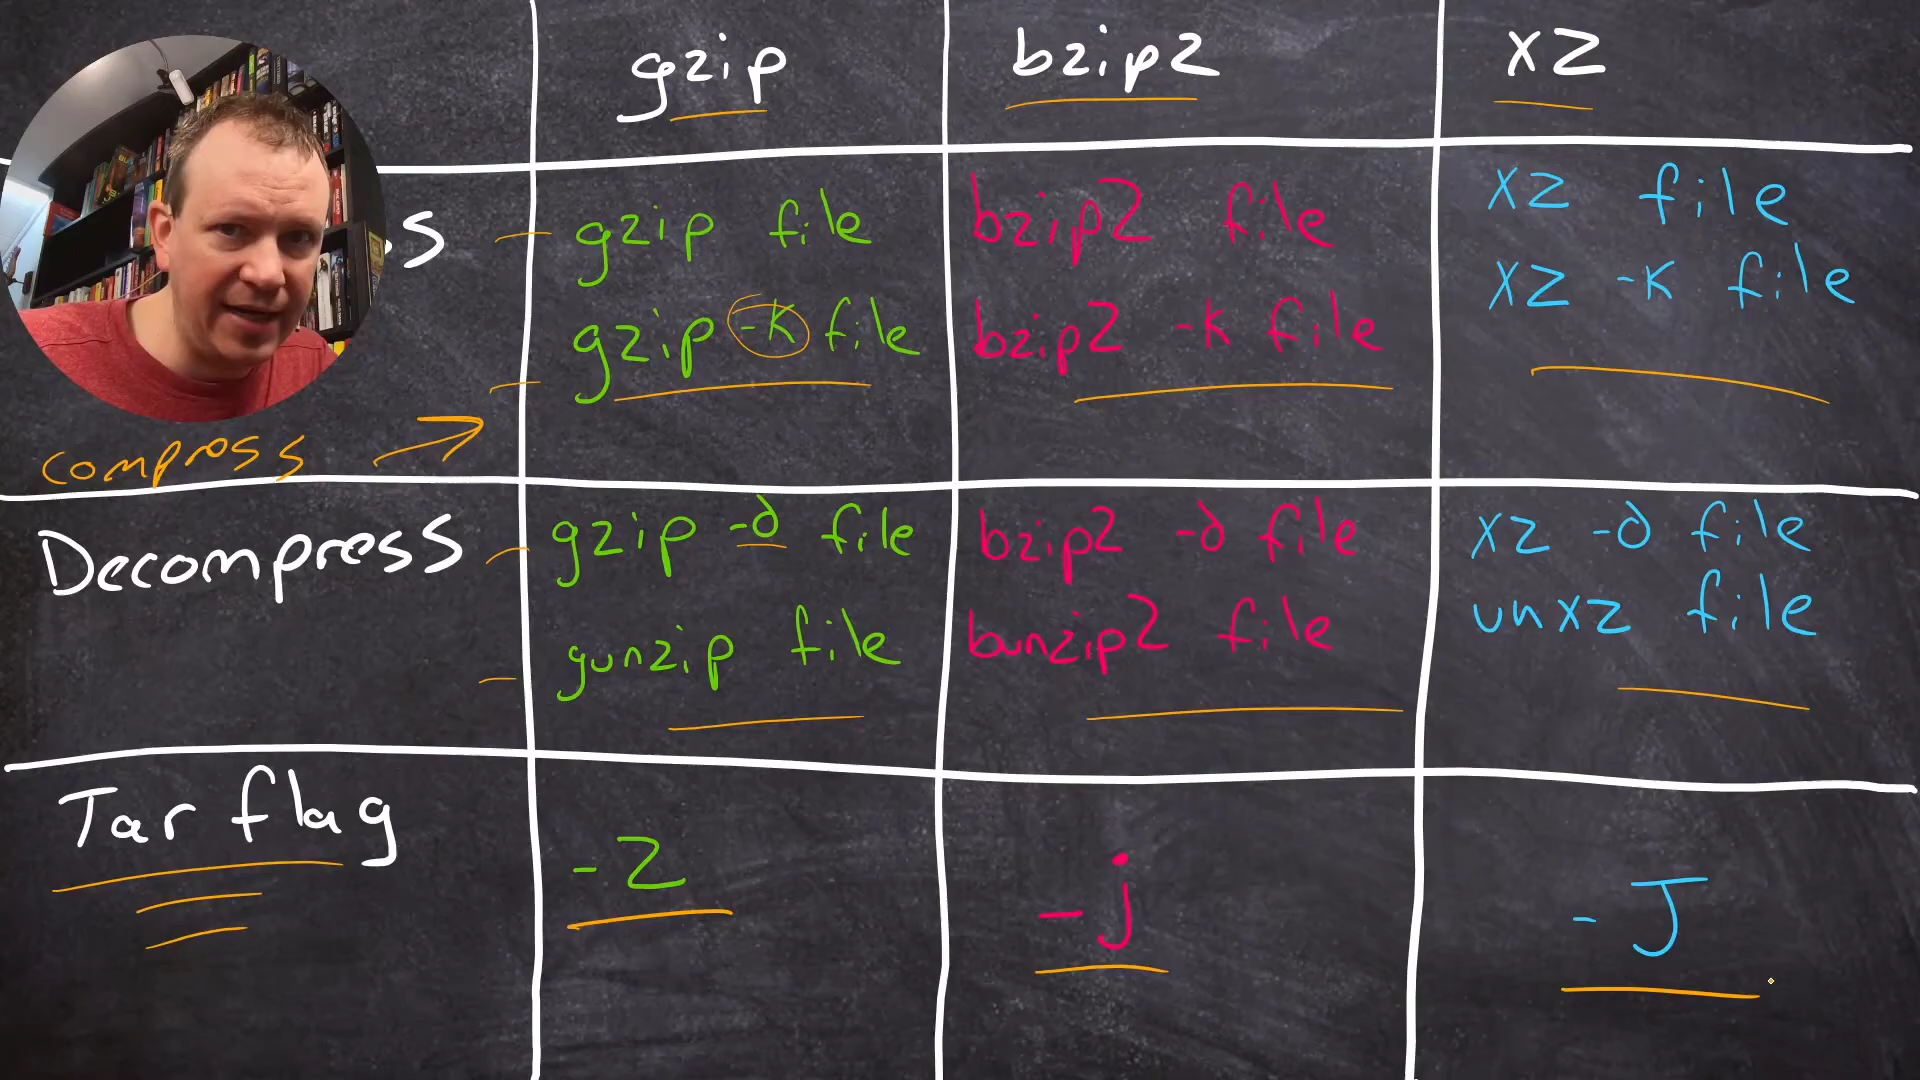 gzip bzip2 xz
s gzip file bzip2 file xz file
gzip -k file bzip2 -k file xz -k file
compress
Decompress gzip -d file bzip2 -d file xz -d file
gunzip file bunzip2 file unxz file
Tar flag -z -j -J